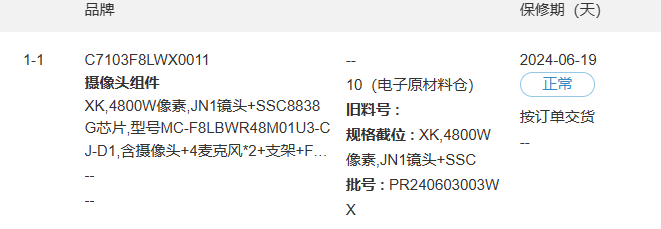 品牌
保修期（天）
1-1
C7103F8LWX0011
摄像头组件
XK,4800W像素,JN1镜头+SSC8838
G芯片,型号MC-F8LBWR48M01U3-C
J-D1,含摄像头+4麦克风*2+支架+F...
--
--
--
10（电子原材料仓）
旧料号：
规格截位：XK,4800W
像素,JN1镜头+SSC
批号：PR240603003W
X
2024-06-19
正常
按订单交货
--